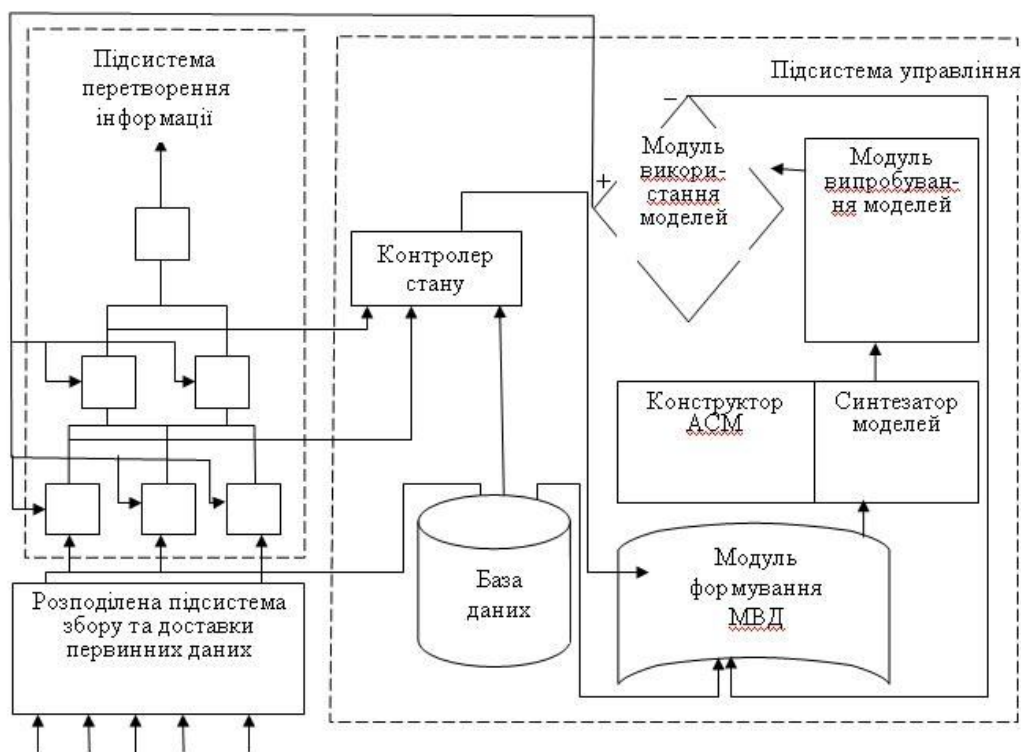 Підсистема
перетворення
інформації
Підсистема управління
–
+
Модуль
викори-
стання
моделей
Модуль
випробуван-
ня моделей
Контролер
стану
Конструктор
АСМ
Синтезатор
моделей
База
даних
Модуль
формування
МВД
Розподілена підсистема
збору та доставки
первинних даних